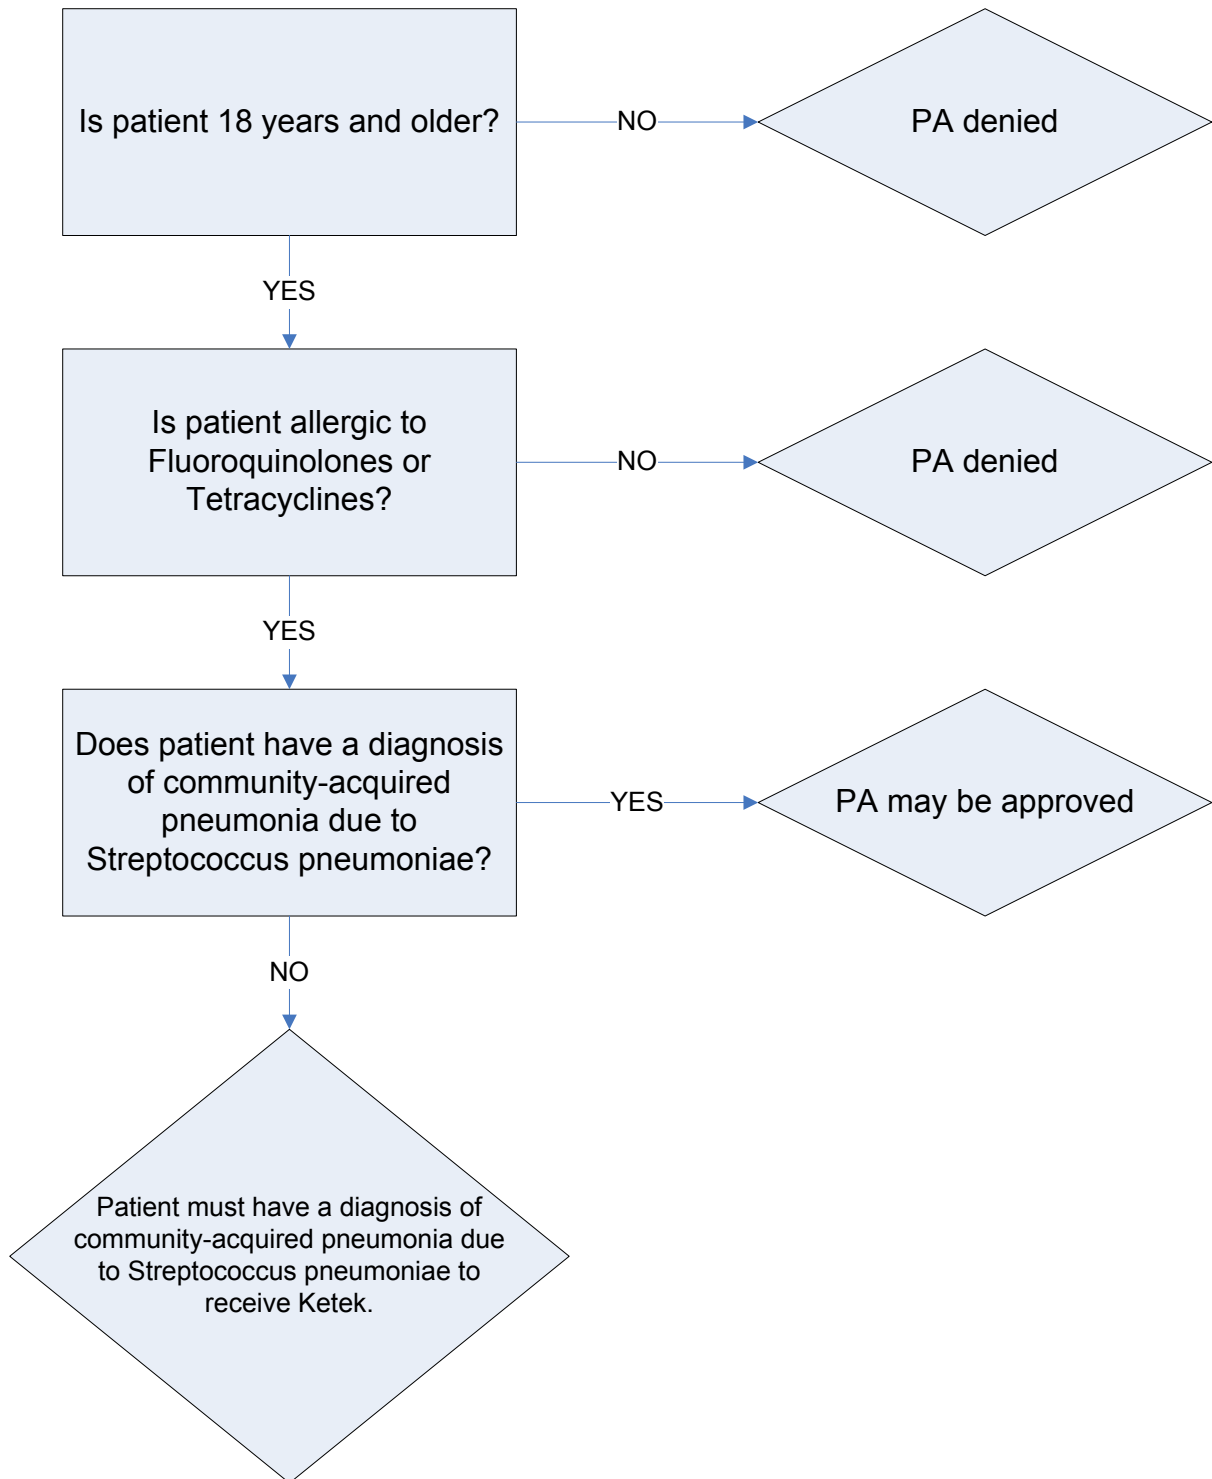 Is patient 18 years and older?
NO
PA denied
YES
Is patient allergic to
Fluoroquinolones or
Tetracyclines?
NO
PA denied
YES
Does patient have a diagnosis
of community-acquired
pneumonia due to
Streptococcus pneumoniae?
YES
PA may be approved
NO
Patient must have a diagnosis of
community-acquired pneumonia due
to Streptococcus pneumoniae to
receive Ketek.